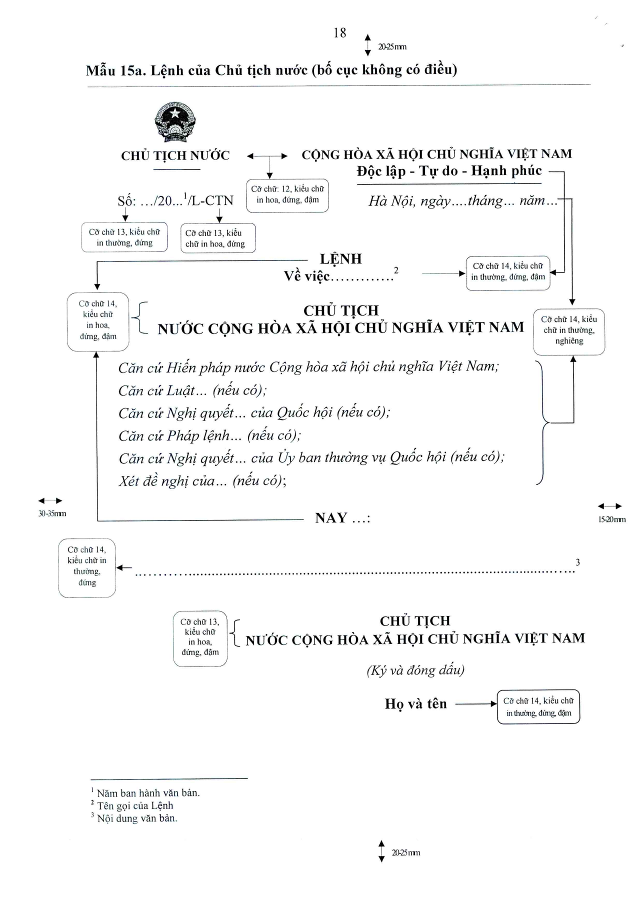 18
20-25mm
Mẫu 15a. Lệnh của Chủ tịch nước (bố cục không có điều)
CHỦ TỊCH NƯỚC
CỘNG HÒA XÃ HỘI CHỦ NGHĨA VIỆT NAM
Độc lập - Tự do - Hạnh phúc
Cỡ chữ: 12, kiểu chữ
in hoa, đứng, đậm
Số: …/20...1/L-CTN
Hà Nội, ngày….tháng… năm…
Cỡ chữ 13, kiểu chữ
in thường, đứng
Cỡ chữ 13, kiểu chữ
in hoa, đứng
LỆNH
Về việc………….2
Cỡ chữ 14, kiểu chữ
in thường, đứng, đậm
Cỡ chữ 14,
kiểu chữ
in hoa,
đứng, đậm
CHỦ TỊCH
NƯỚC CỘNG HÒA XÃ HỘI CHỦ NGHĨA VIỆT NAM
Cỡ chữ 14, kiểu
chữ in thường,
nghiêng
Căn cứ Hiến pháp nước Cộng hòa xã hội chủ nghĩa Việt Nam;
Căn cứ Luật… (nếu có);
Căn cứ Nghị quyết… của Quốc hội (nếu có);
Căn cứ Pháp lệnh… (nếu có);
Căn cứ Nghị quyết… của Ủy ban thường vụ Quốc hội (nếu có);
Xét đề nghị của… (nếu có);
30-35mm
15-20mm
NAY …:
Cỡ chữ 14,
kiểu chữ in
thường,
đứng
………………………………………………………………3
Cỡ chữ 13,
kiểu chữ
in hoa,
đứng, đậm
CHỦ TỊCH
NƯỚC CỘNG HÒA XÃ HỘI CHỦ NGHĨA VIỆT NAM
(Ký và đóng dấu)
Họ và tên
Cỡ chữ 14, kiểu chữ
in thường, đứng, đậm
1 Năm ban hành văn bản.
2 Tên gọi của Lệnh
3 Nội dung văn bản.
20-25mm